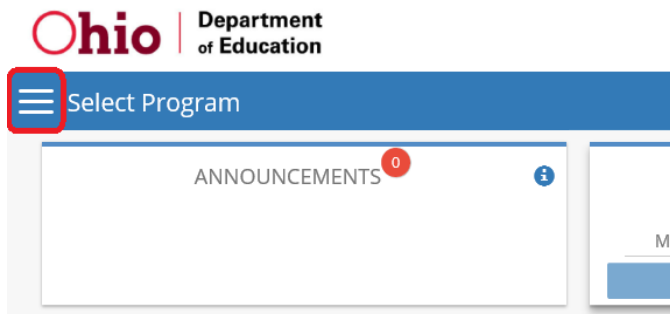 Ohio
Department
of Education
Select Program
ANNOUNCEMENTS 0
M